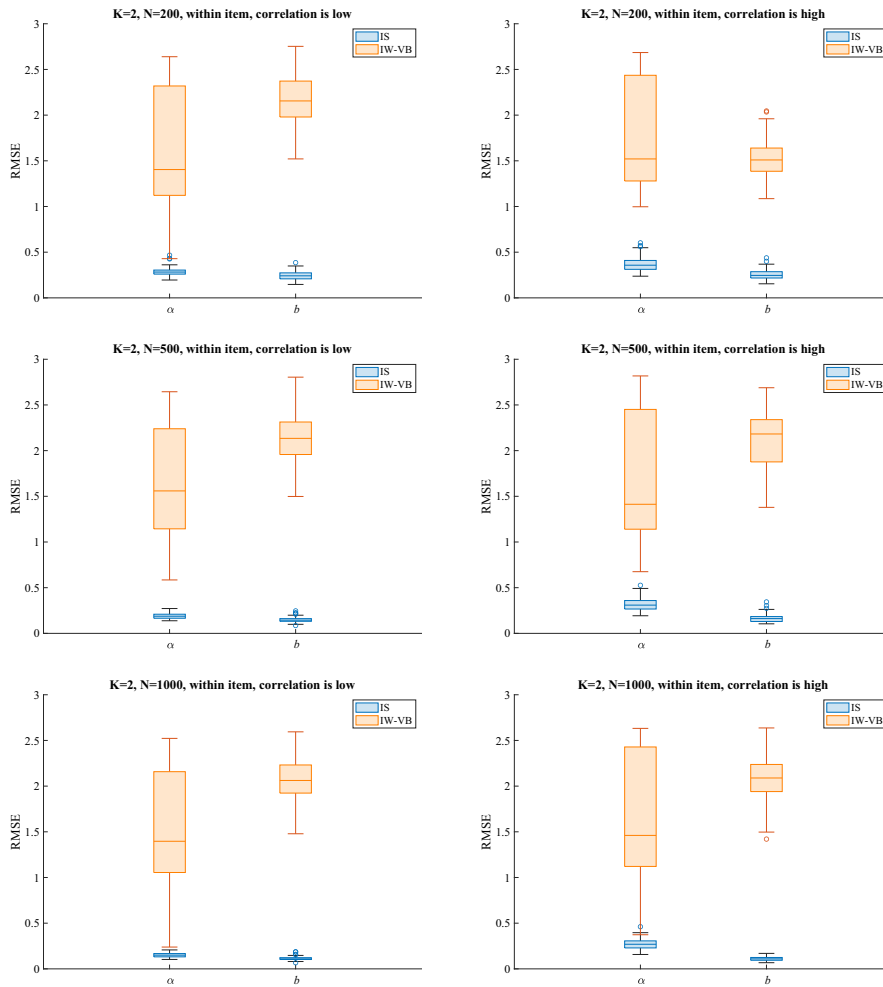 K=2, N=200, within item, correlation is low
3
2.5
2
1.5
1
0.5
0
RMSE
α
b
IS
IW-VB
K=2, N=200, within item, correlation is high
3
2.5
2
1.5
1
0.5
0
RMSE
α
b
IS
IW-VB
K=2, N=500, within item, correlation is low
3
2.5
2
1.5
1
0.5
0
RMSE
α
b
IS
IW-VB
K=2, N=500, within item, correlation is high
3
2.5
2
1.5
1
0.5
0
RMSE
α
b
IS
IW-VB
K=2, N=1000, within item, correlation is low
3
2.5
2
1.5
1
0.5
0
RMSE
α
b
IS
IW-VB
K=2, N=1000, within item, correlation is high
3
2.5
2
1.5
1
0.5
0
RMSE
α
b
IS
IW-VB